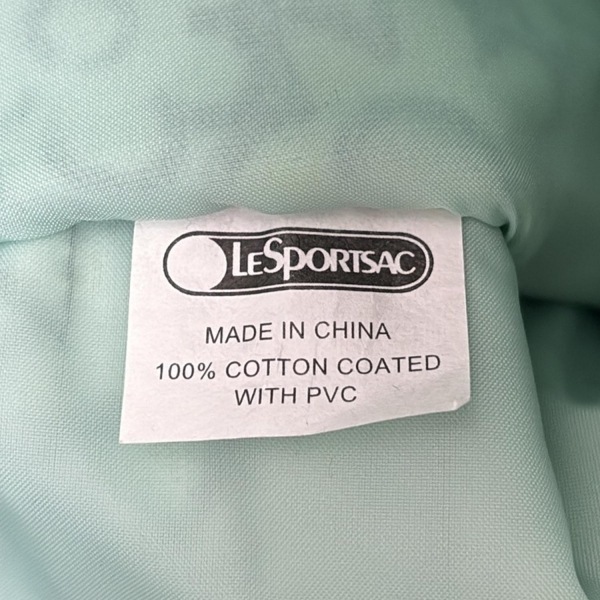 LESPORTSAC
MADE IN CHINA
100% COTTON COATED
WITH PVC